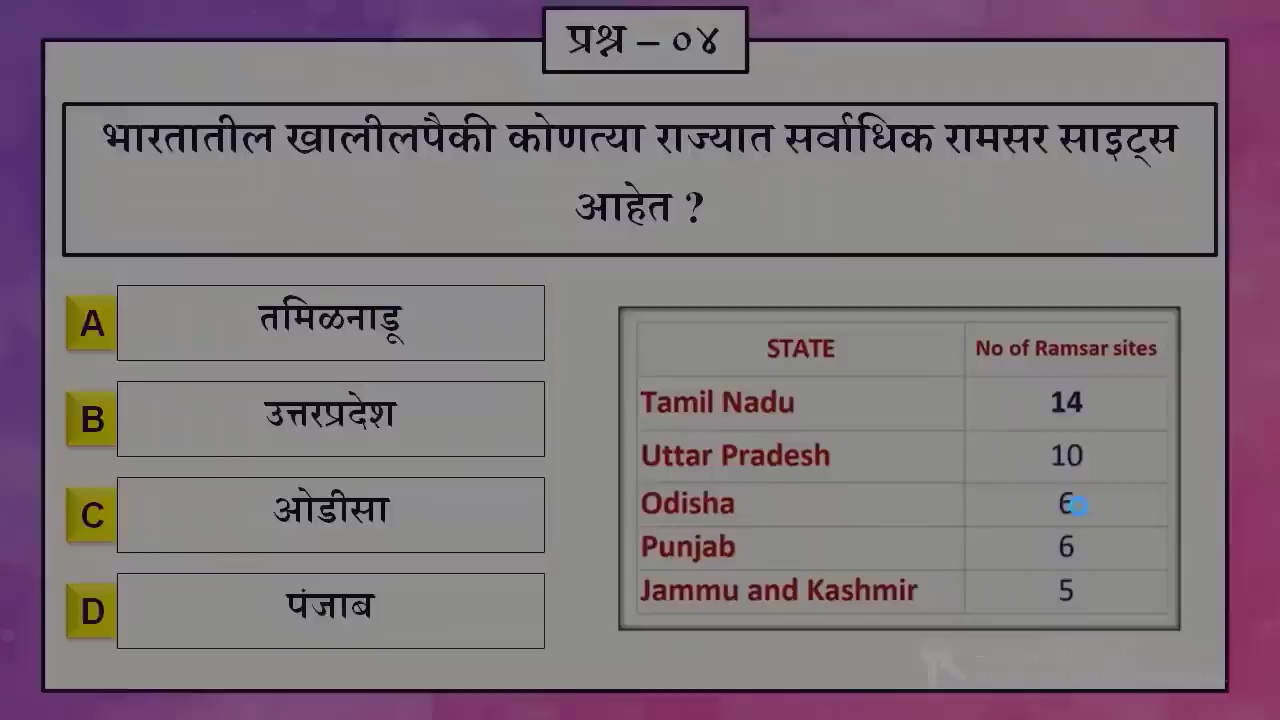 प्रश्न – ०४
भारतातील खालीलपैकी कोणत्या राज्यात सर्वाधिक रामसर साइट्स
आहेत ?
A तमिळनाडू
B उत्तरप्रदेश
C ओडीसा
D पंजाब
STATE No of Ramsar sites
Tamil Nadu 14
Uttar Pradesh 10
Odisha 6
Punjab 6
Jammu and Kashmir 5